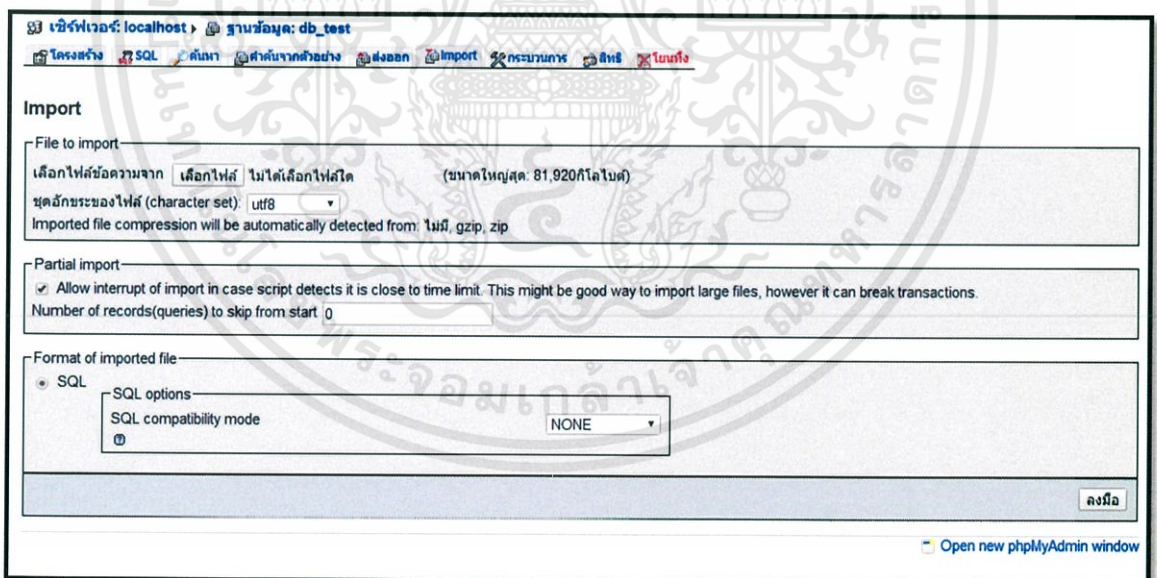 เซิร์ฟเวอร์: localhost ฐานข้อมูล: db_test
โครงสร้าง SQL ค้นหา คำค้นจากตัวอย่าง ส่งออก Import กระบวนการ สิทธิ โยนทิ้ง
Import
File to import
เลือกไฟล์ข้อความจาก เลือกไฟล์ ไม่ได้เลือกไฟล์ใด (ขนาดใหญ่สุด: 81,920กิโลไบต์)
ชุดอักขระของไฟล์ (character set): utf8
Imported file compression will be automatically detected from: ไม่มี, gzip, zip
Partial import
Allow interrupt of import in case script detects it is close to time limit. This might be good way to import large files, however it can break transactions.
Number of records(queries) to skip from start 0
Format of imported file
SQL
SQL options
SQL compatibility mode NONE
ลงมือ
Open new phpMyAdmin window